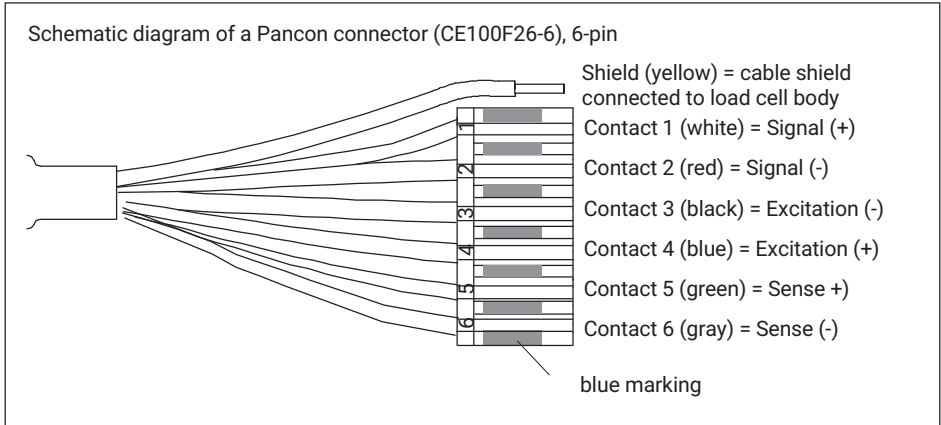 Schematic diagram of a Pancon connector (CE100F26-6), 6-pin
Shield (yellow) = cable shield
connected to load cell body
1
Contact 1 (white) = Signal (+)
2
Contact 2 (red) = Signal (-)
3
Contact 3 (black) = Excitation (-)
4
Contact 4 (blue) = Excitation (+)
5
Contact 5 (green) = Sense +)
6
Contact 6 (gray) = Sense (-)
blue marking